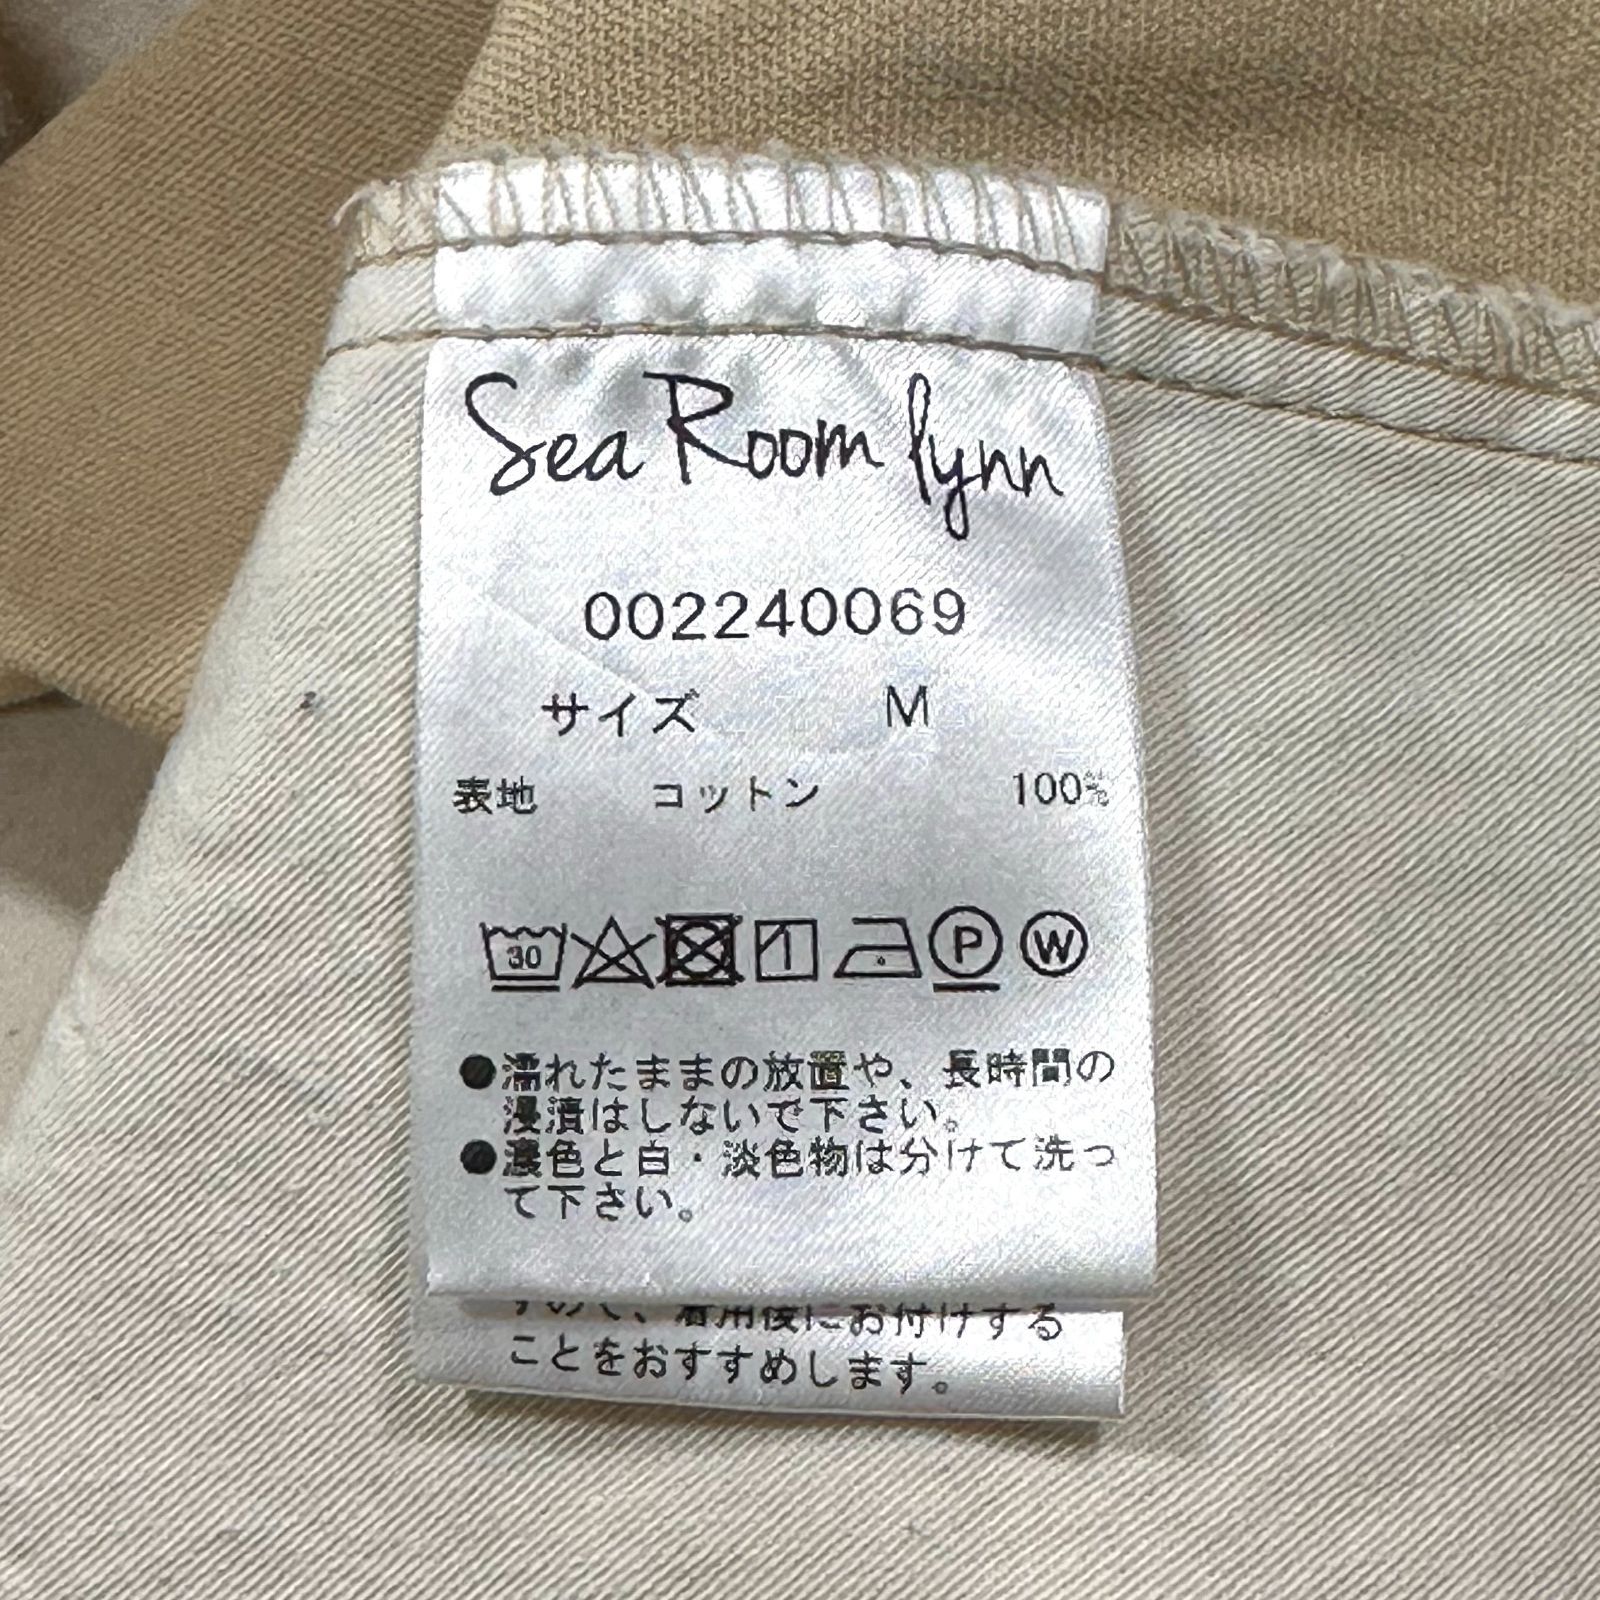 Sea Room lynn
002240069
サイズ M
表地 コットン 100%
30
P W
●濡れたままの放置や、長時間の
浸漬はしないで下さい。
●濃色と白・淡色物は分けて洗っ
て下さい。
着用後にお付けする
ことをおすすめします。